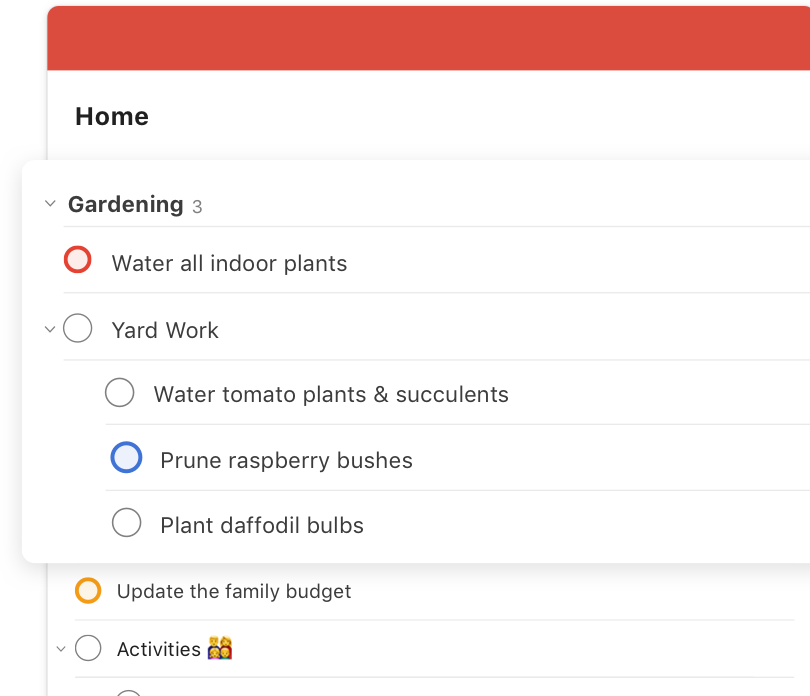 Home
Gardening 3
Water all indoor plants
Yard Work
Water tomato plants & succulents
Prune raspberry bushes
Plant daffodil bulbs
Update the family budget
Activities 👨‍👩‍👧‍👦